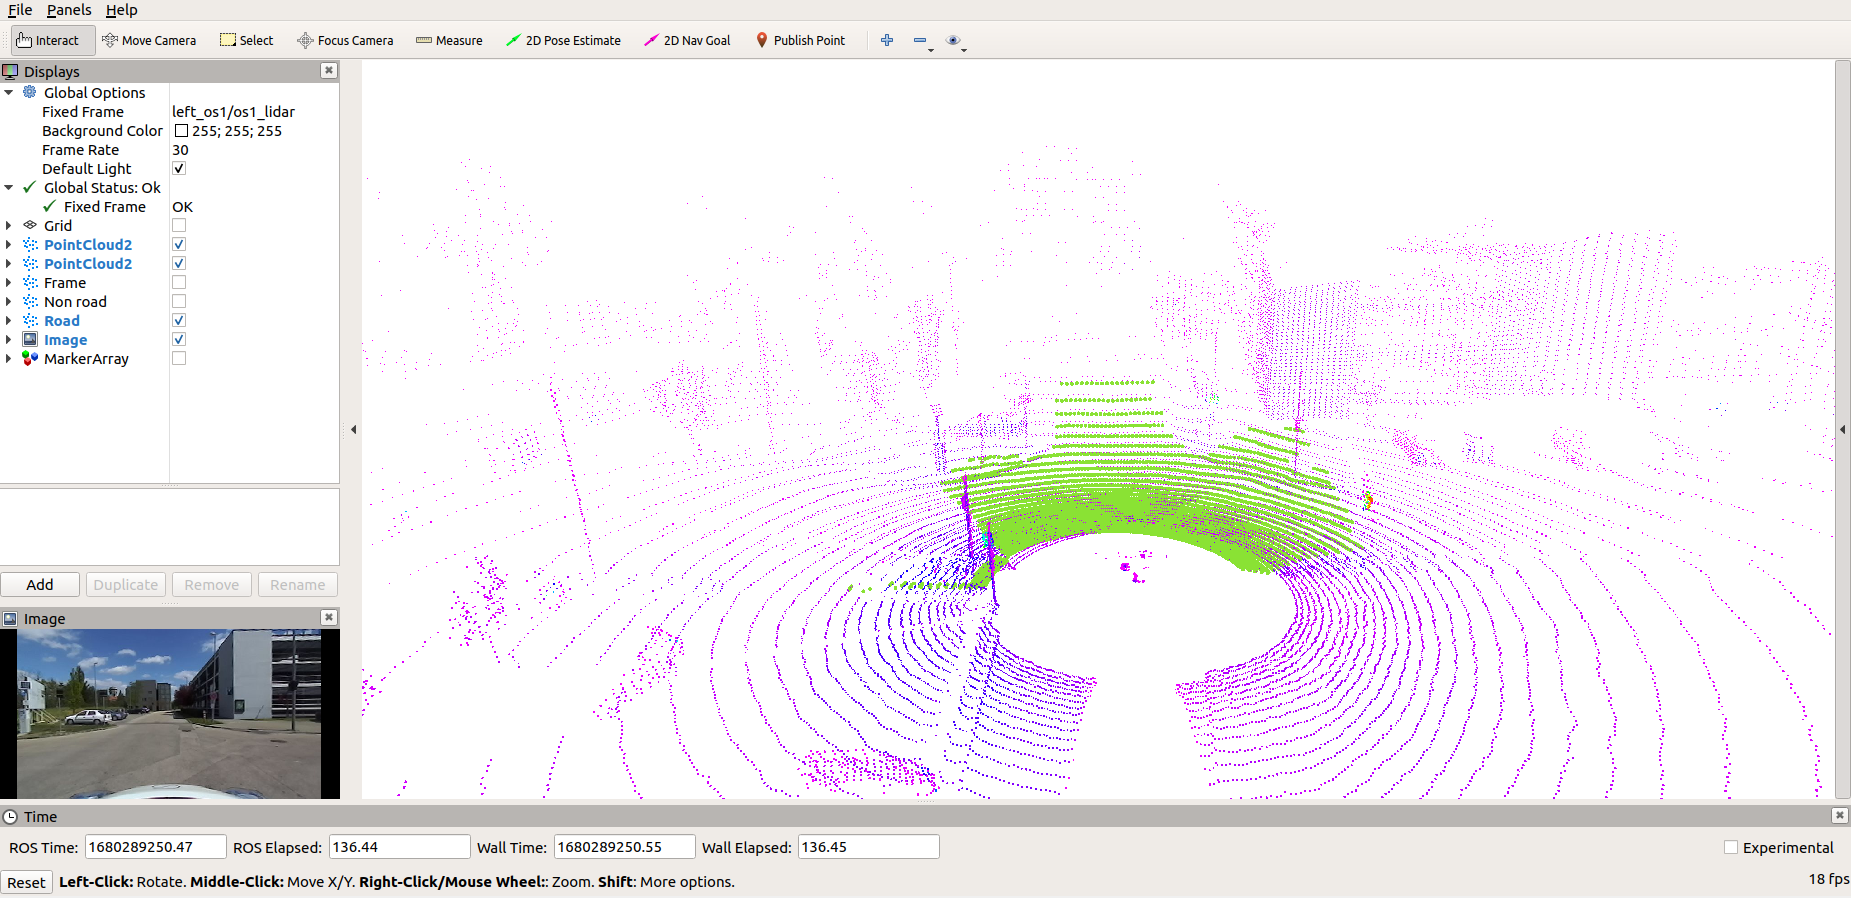 File Panels Help
Interact Move Camera Select Focus Camera Measure 2D Pose Estimate 2D Nav Goal Publish Point
Displays
Global Options
Fixed Frame left_os1/os1_lidar
Background Color 255; 255; 255
Frame Rate 30
Default Light
Global Status: Ok
Fixed Frame OK
Grid
PointCloud2
PointCloud2
Frame
Non road
Road
Image
MarkerArray
Add Duplicate Remove Rename
Image
Time
ROS Time: 1680289250.47 ROS Elapsed: 136.44 Wall Time: 1680289250.55 Wall Elapsed: 136.45 Experimental
Reset Left-Click: Rotate. Middle-Click: Move X/Y. Right-Click/Mouse Wheel:: Zoom. Shift: More options. 18 fps